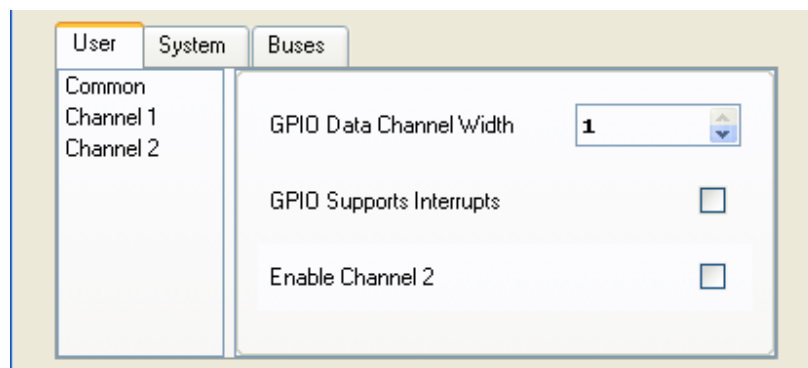 User System Buses
Common
Channel 1
Channel 2
GPIO Data Channel Width 1
GPIO Supports Interrupts
Enable Channel 2